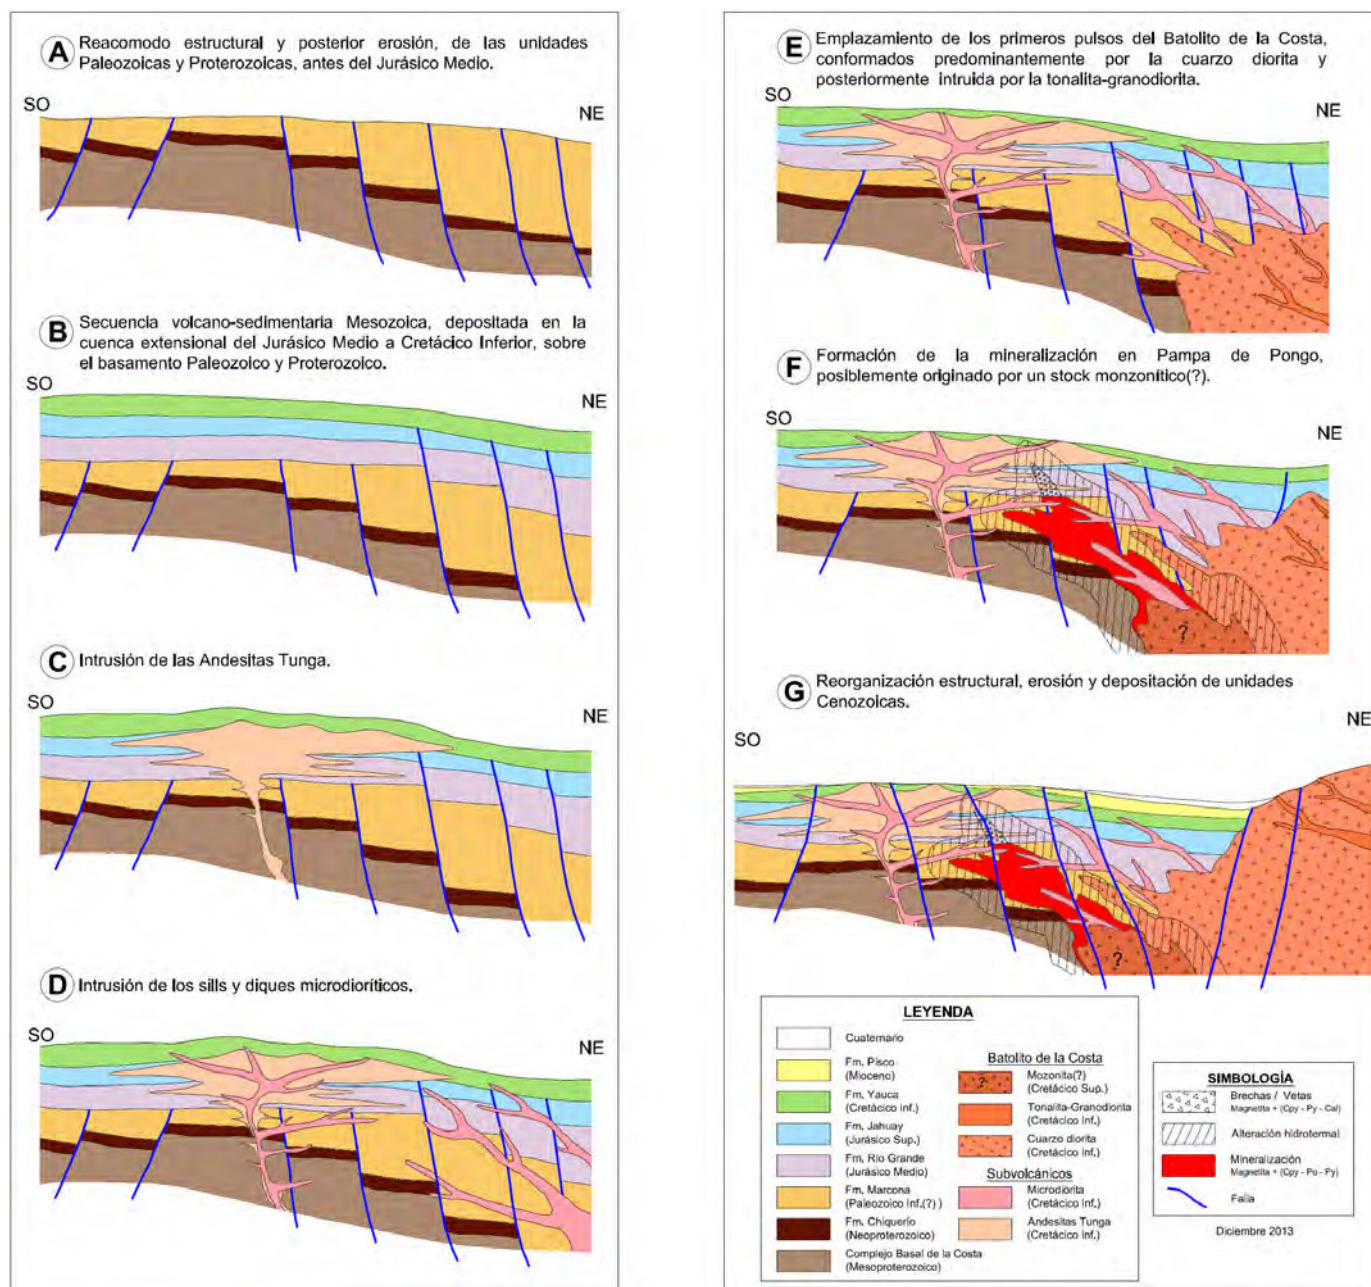 A
Reacomodo estructural y posterior erosión, de las unidades
Paleozoicas y Proterozoicas, antes del Jurásico Medio.
SO
NE
B
Secuencia volcano-sedimentaria Mesozoica, depositada en la
cuenca extensional del Jurásico Medio a Cretácico Inferior, sobre
el basamento Paleozoico y Proterozoico.
SO
NE
C
Intrusión de las Andesitas Tunga.
SO
NE
D
Intrusión de los sills y diques microdioríticos.
SO
NE
E
Emplazamiento de los primeros pulsos del Batolito de la Costa,
conformados predominantemente por la cuarzo diorita y
posteriormente intruida por la tonalita-granodiorita.
SO
NE
F
Formación de la mineralización en Pampa de Pongo,
posiblemente originado por un stock monzonítico(?).
SO
NE
?
G
Reorganización estructural, erosión y depositación de unidades
Cenozoicas.
NE
SO
?
LEYENDA
Cuaternario
Fm. Pisco
(Mioceno)
Fm. Yauca
(Cretácico Inf.)
Fm. Jahuay
(Jurásico Sup.)
Fm. Río Grande
(Jurásico Medio)
Fm. Marcona
(Paleozoico Inf.(?) )
Fm. Chiquerío
(Neoproterozoico)
Complejo Basal de la Costa
(Mesoproterozoico)
Batolito de la Costa
?
Mozonita(?)
(Cretácico Sup.)
Tonalita-Granodiorita
(Cretácico Inf.)
Cuarzo diorita
(Cretácico Inf.)
Subvolcánicos
Microdiorita
(Cretácico Inf.)
Andesitas Tunga
(Cretácico Inf.)
SIMBOLOGÍA
Brechas / Vetas
Magnetita + (Cpy - Py - Cal)
Alteración hidrotermal
Mineralización
Magnetita + (Cpy - Po - Py)
Falla
Diciembre 2013